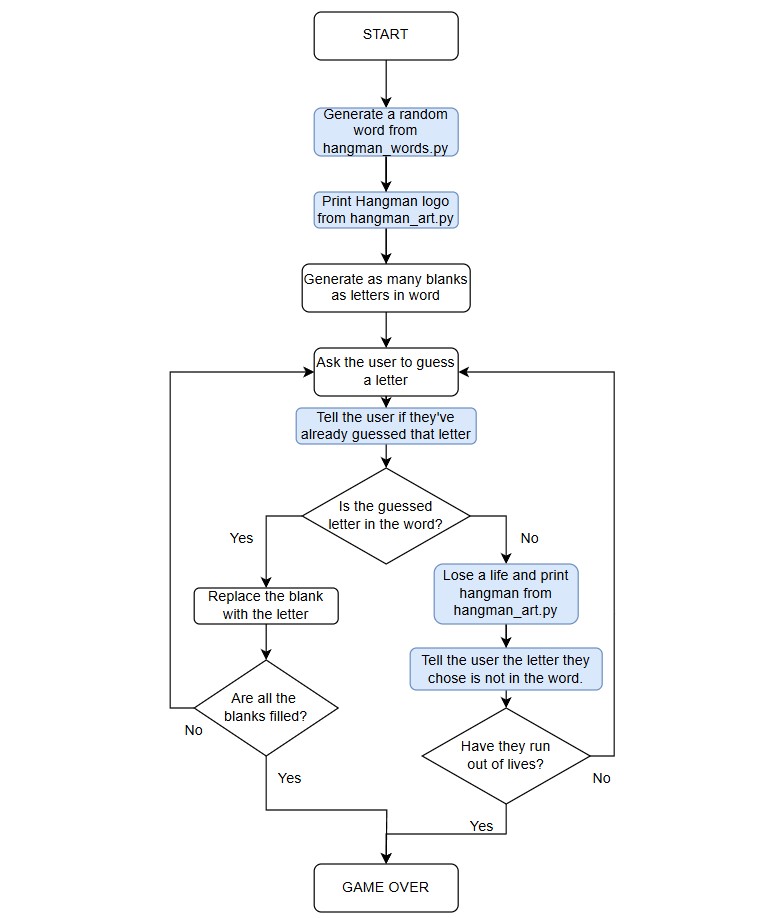 START
Generate a random
word from
hangman_words.py
Print Hangman logo
from hangman_art.py
Generate as many blanks
as letters in word
Ask the user to guess
a letter
Tell the user if they've
already guessed that letter
Is the guessed
letter in the word?
Yes
No
Replace the blank
with the letter
Lose a life and print
hangman from
hangman_art.py
Tell the user the letter they
chose is not in the word.
Are all the
blanks filled?
No
Yes
Have they run
out of lives?
No
Yes
GAME OVER